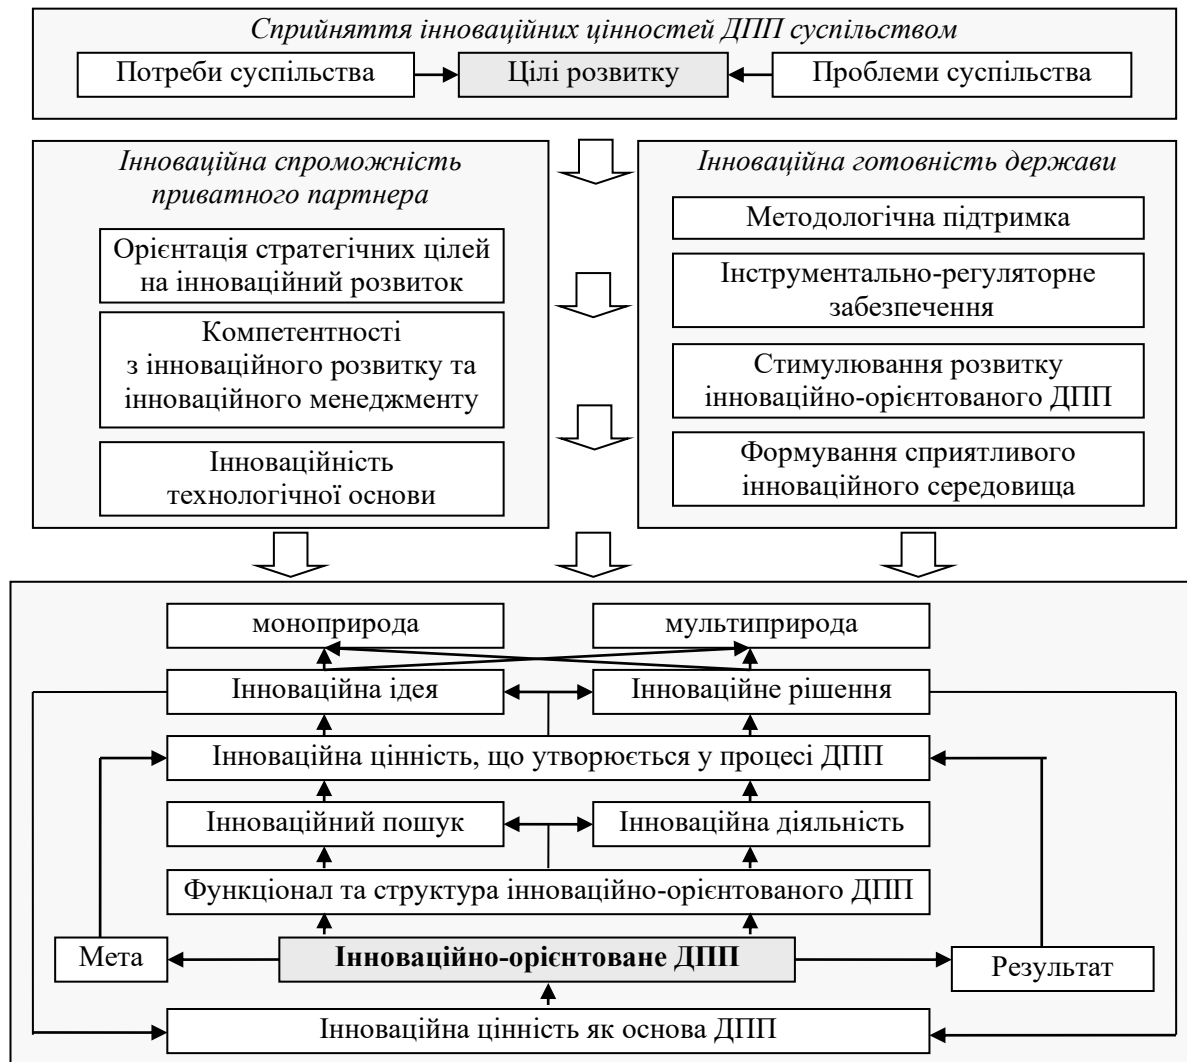 Сприйняття інноваційних цінностей ДПП суспільством
Потреби суспільства
Цілі розвитку
Проблеми суспільства
Інноваційна спроможність
приватного партнера
Орієнтація стратегічних цілей
на інноваційний розвиток
Компетентності
з інноваційного розвитку та
інноваційного менеджменту
Інноваційність
технологічної основи
Інноваційна готовність держави
Методологічна підтримка
Інструментально-регуляторне
забезпечення
Стимулювання розвитку
інноваційно-орієнтованого ДПП
Формування сприятливого
інноваційного середовища
моноприрода
мультиприрода
Інноваційна ідея
Інноваційне рішення
Інноваційна цінність, що утворюється у процесі ДПП
Інноваційний пошук
Інноваційна діяльність
Функціонал та структура інноваційно-орієнтованого ДПП
Мета
Інноваційно-орієнтоване ДПП
Результат
Інноваційна цінність як основа ДПП